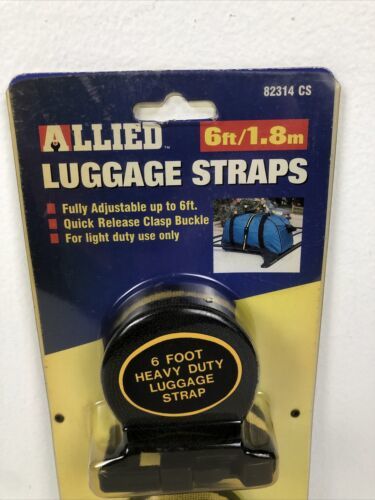 82314 CS
ALLIED™
6ft/1.8m
LUGGAGE STRAPS
Fully Adjustable up to 6ft.
Quick Release Clasp Buckle
For light duty use only
6 FOOT
HEAVY DUTY
LUGGAGE
STRAP